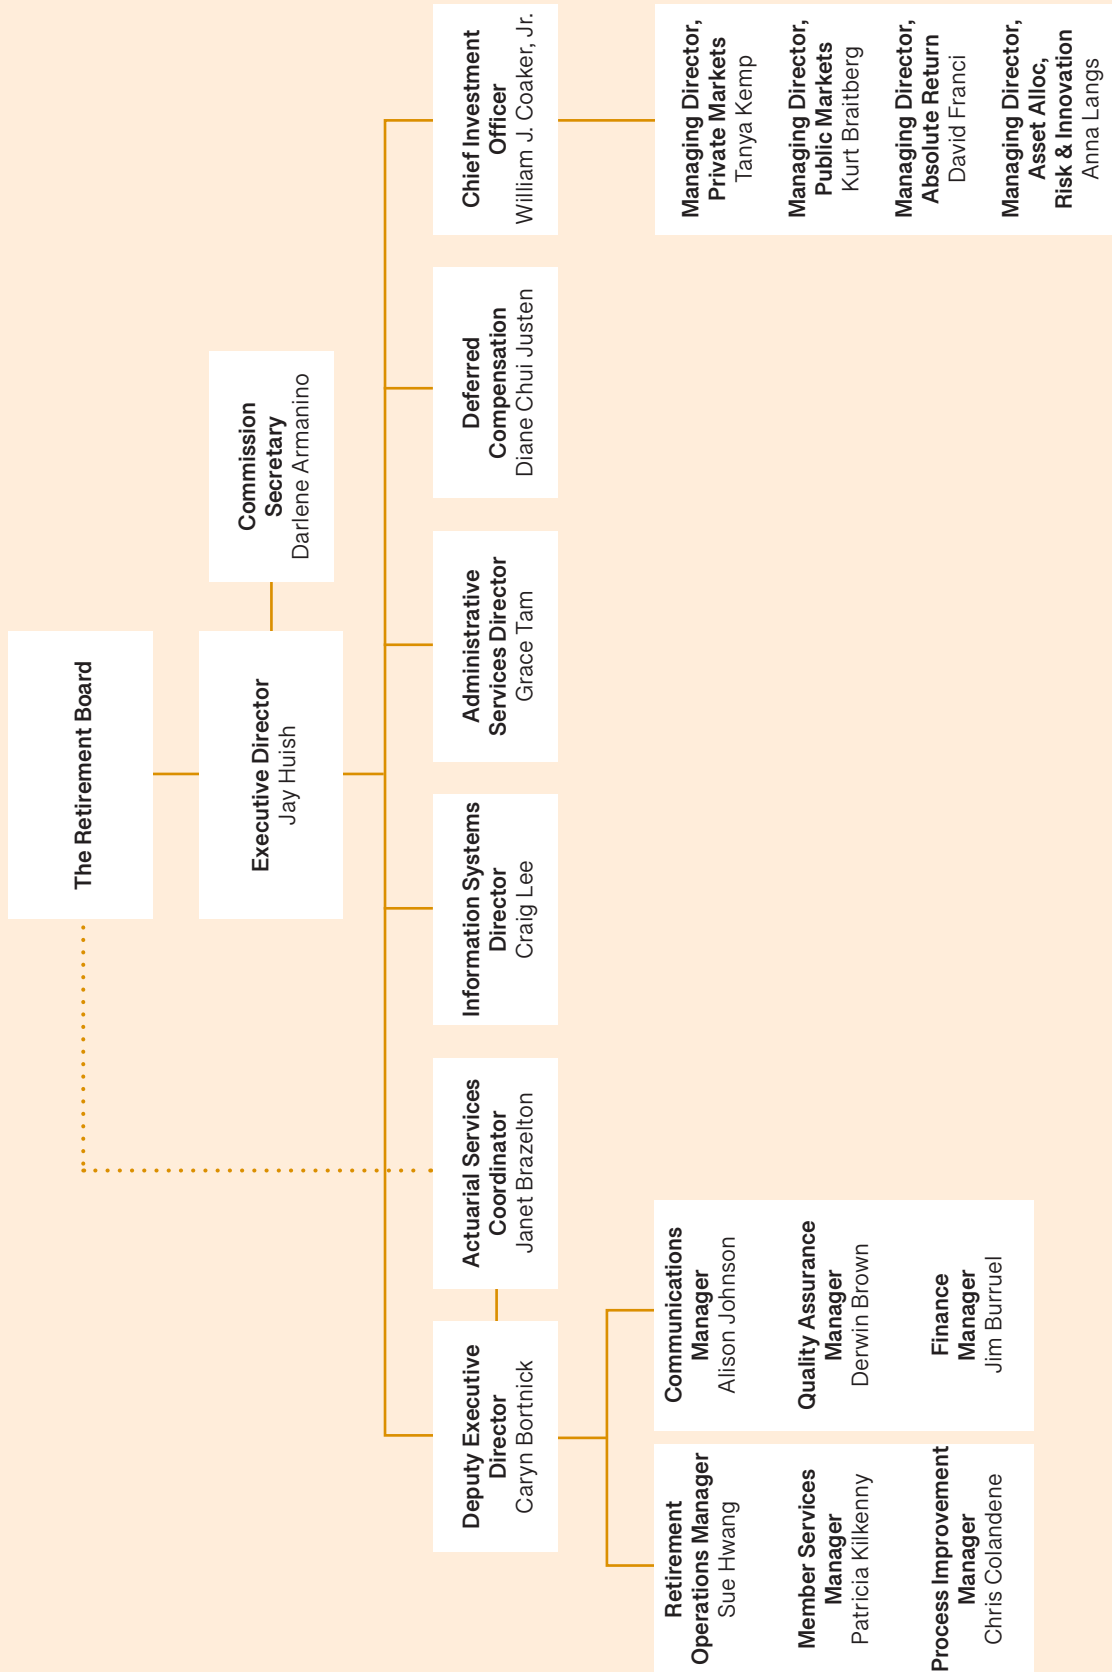 The Retirement Board
Executive Director
Jay Huish
Commission
Secretary
Darlene Armanino
Deputy Executive
Director
Caryn Bortnick
Actuarial Services
Coordinator
Janet Brazelton
Information Systems
Director
Craig Lee
Administrative
Services Director
Grace Tam
Deferred
Compensation
Diane Chui Justen
Chief Investment
Officer
William J. Coaker, Jr.
Retirement
Operations Manager
Sue Hwang
Member Services
Manager
Patricia Kilkenny
Process Improvement
Manager
Chris Colandene
Communications
Manager
Alison Johnson
Quality Assurance
Manager
Derwin Brown
Finance
Manager
Jim Burruel
Managing Director,
Private Markets
Tanya Kemp
Managing Director,
Public Markets
Kurt Braitberg
Managing Director,
Absolute Return
David Franci
Managing Director,
Asset Alloc,
Risk & Innovation
Anna Langs